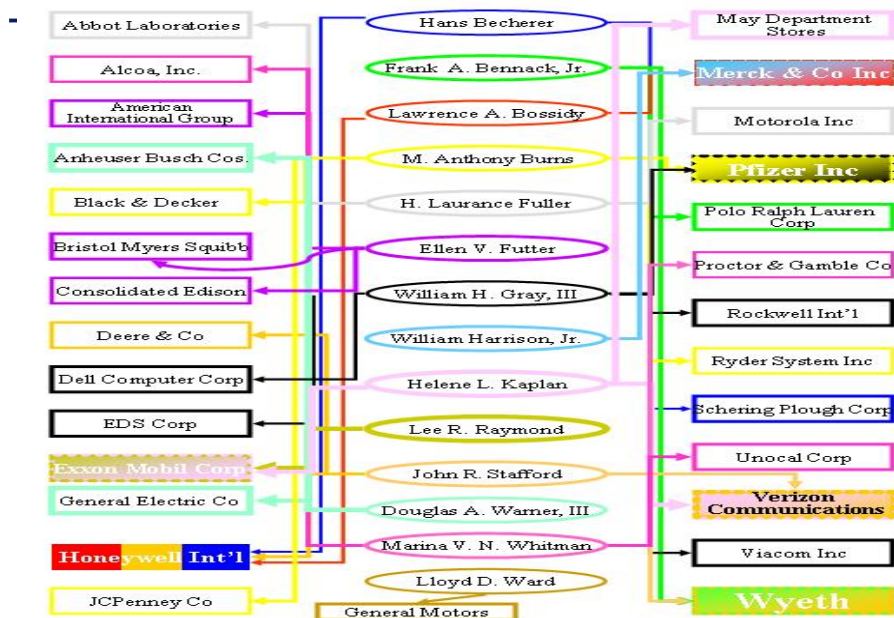 Abbot Laboratories
Alcoa, Inc.
American
International Group
Anheuser Busch Cos.
Black & Decker
Bristol Myers Squibb
Consolidated Edison
Deere & Co
Dell Computer Corp
EDS Corp
Exxon Mobil Corp
General Electric Co
Honeywell Int'l
JCPenney Co
Hans Becherer
Frank A. Bennack, Jr.
Lawrence A. Bossidy
M. Anthony Burns
H. Laurance Fuller
Ellen V. Futter
William H. Gray, III
William Harrison, Jr.
Helene L. Kaplan
Lee R. Raymond
John R. Stafford
Douglas A. Warner, III
Marina V. N. Whitman
Lloyd D. Ward
General Motors
May Department
Stores
Merck & Co Inc
Motorola Inc
Pfizer Inc
Polo Ralph Lauren
Corp
Proctor & Gamble Co
Rockwell Int'l
Ryder System Inc
Schering Plough Corp
Unocal Corp
Verizon
Communications
Viacom Inc
Wyeth